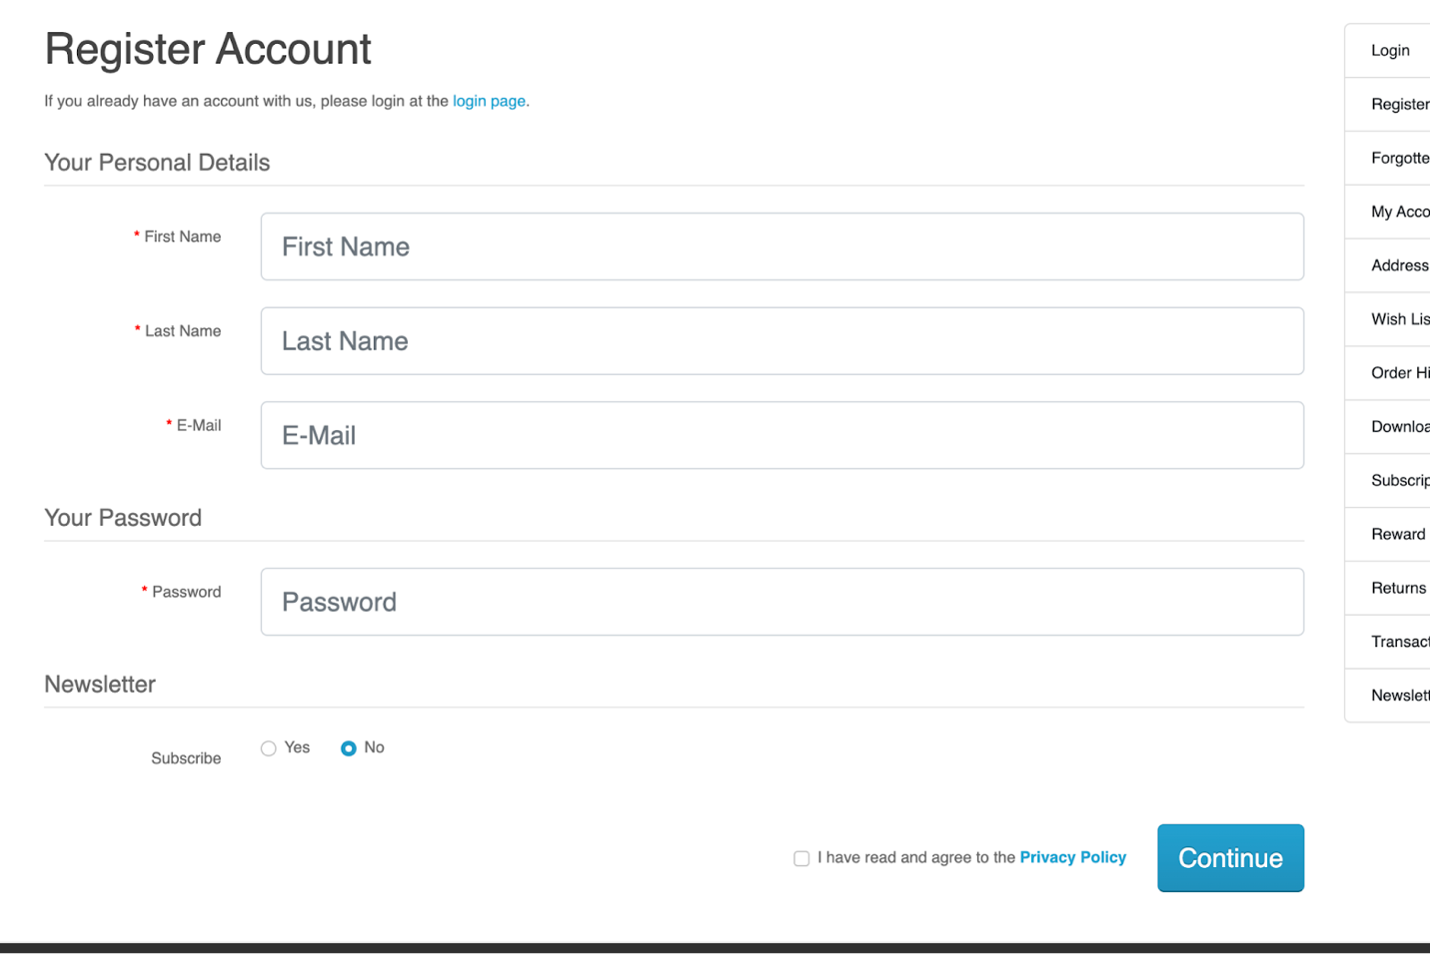 Register Account
If you already have an account with us, please login at the login page.
Your Personal Details
* First Name
First Name
* Last Name
Last Name
* E-Mail
E-Mail
Your Password
* Password
Password
Newsletter
Subscribe
Yes
No
I have read and agree to the Privacy Policy
Continue
Login
Register
Forgotte
My Acco
Address
Wish Lis
Order Hi
Downloa
Subscrip
Reward
Returns
Transact
Newslett